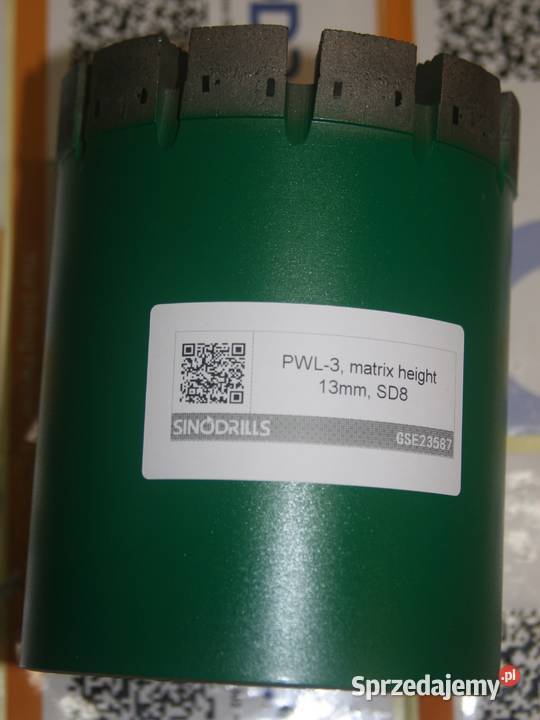 PWL-3, matrix height
13mm, SD8
SINODRILLS
GSE23587
Sprzedajemy.pl